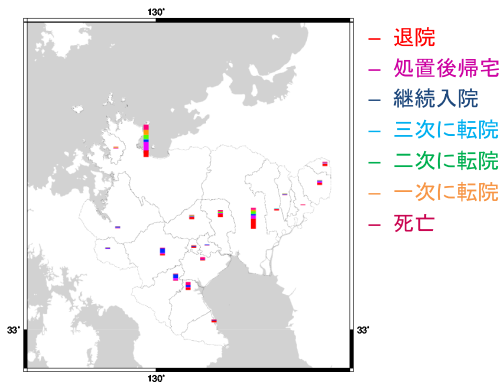 130°
退院
処置後帰宅
継続入院
三次に転院
二次に転院
一次に転院
死亡
33°
33°
130°